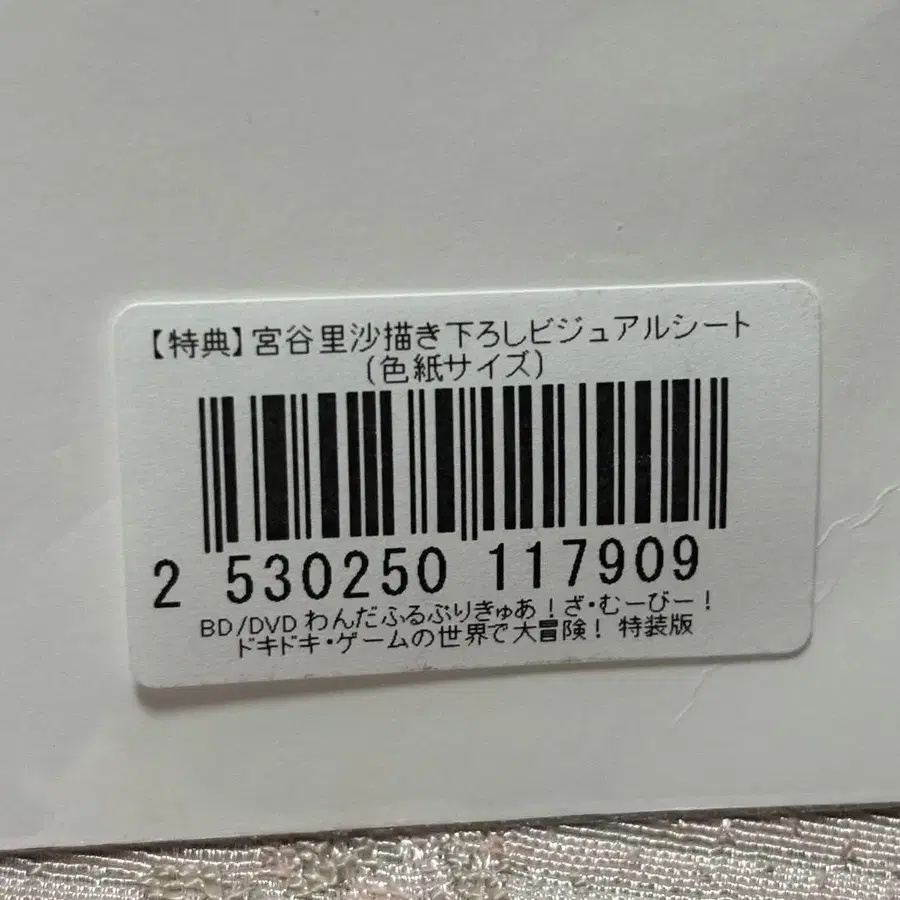 【特典】宮谷里沙描き下ろしビジュアルシート
(色紙サイズ)
2 530250 117909
BD/DVD わんだふるぷりきゅあ!ざ・むーびー!
ドキドキ・ゲームの世界で大冒険! 特装版